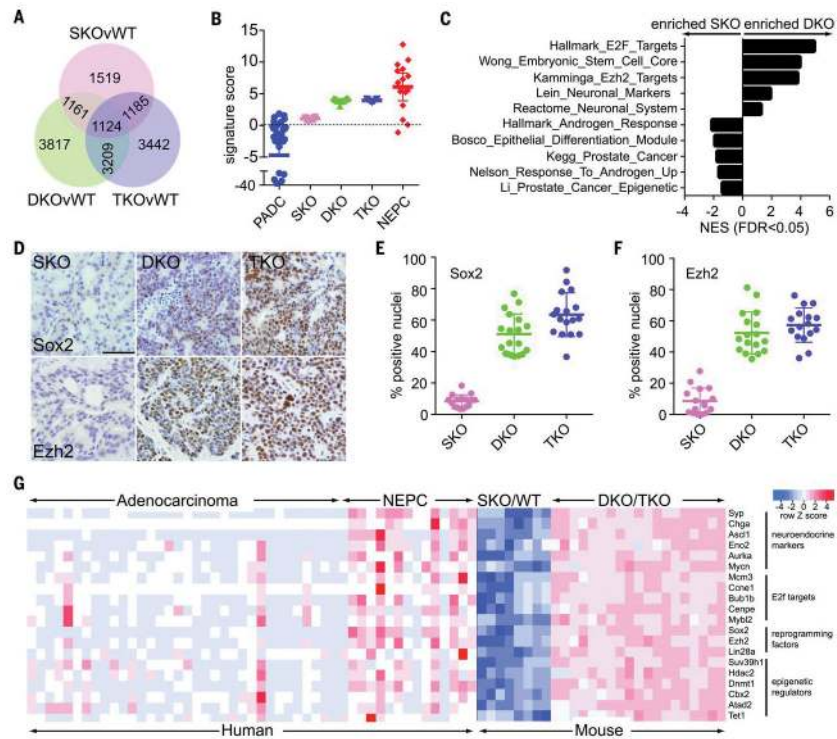 A
SKOvWT
1519
1161
1185
1124
3817
3209
3442
DKOvWT
TKOvWT
B
signature score
15
10
5
0
-5
-40
PADC
SKO
DKO
TKO
NEPC
C
enriched SKO
enriched DKO
Hallmark_E2F_Targets
Wong_Embryonic_Stem_Cell_Core
Kamminga_Ezh2_Targets
Lein_Neuronal_Markers
Reactome_Neuronal_System
Hallmark_Androgen_Response
Bosco_Epithelial_Differentiation_Module
Kegg_Prostate_Cancer
Nelson_Response_To_Androgen_Up
Li_Prostate_Cancer_Epigenetic
-4 -2 0 2 4 6
NES (FDR<0.05)
D
SKO DKO TKO
Sox2
Ezh2
E
Sox2
% positive nuclei
100
80
60
40
20
0
SKO
DKO
TKO
F
Ezh2
% positive nuclei
100
80
60
40
20
0
SKO
DKO
TKO
G
Adenocarcinoma NEPC SKO/WT DKO/TKO
-4 -2 0 2 4
row Z score
Syp
Chga
Ascl1
Eno2
Aurka
Mycn
Mcm3
Ccne1
Bub1b
Cenpe
Mybl2
Sox2
Ezh2
Lin28a
Suv39h1
Hdac2
Dnmt1
Cbx2
Atad2
Tet1
neuroendocrine
markers
E2f targets
reprogramming
factors
epigenetic
regulators
Human Mouse